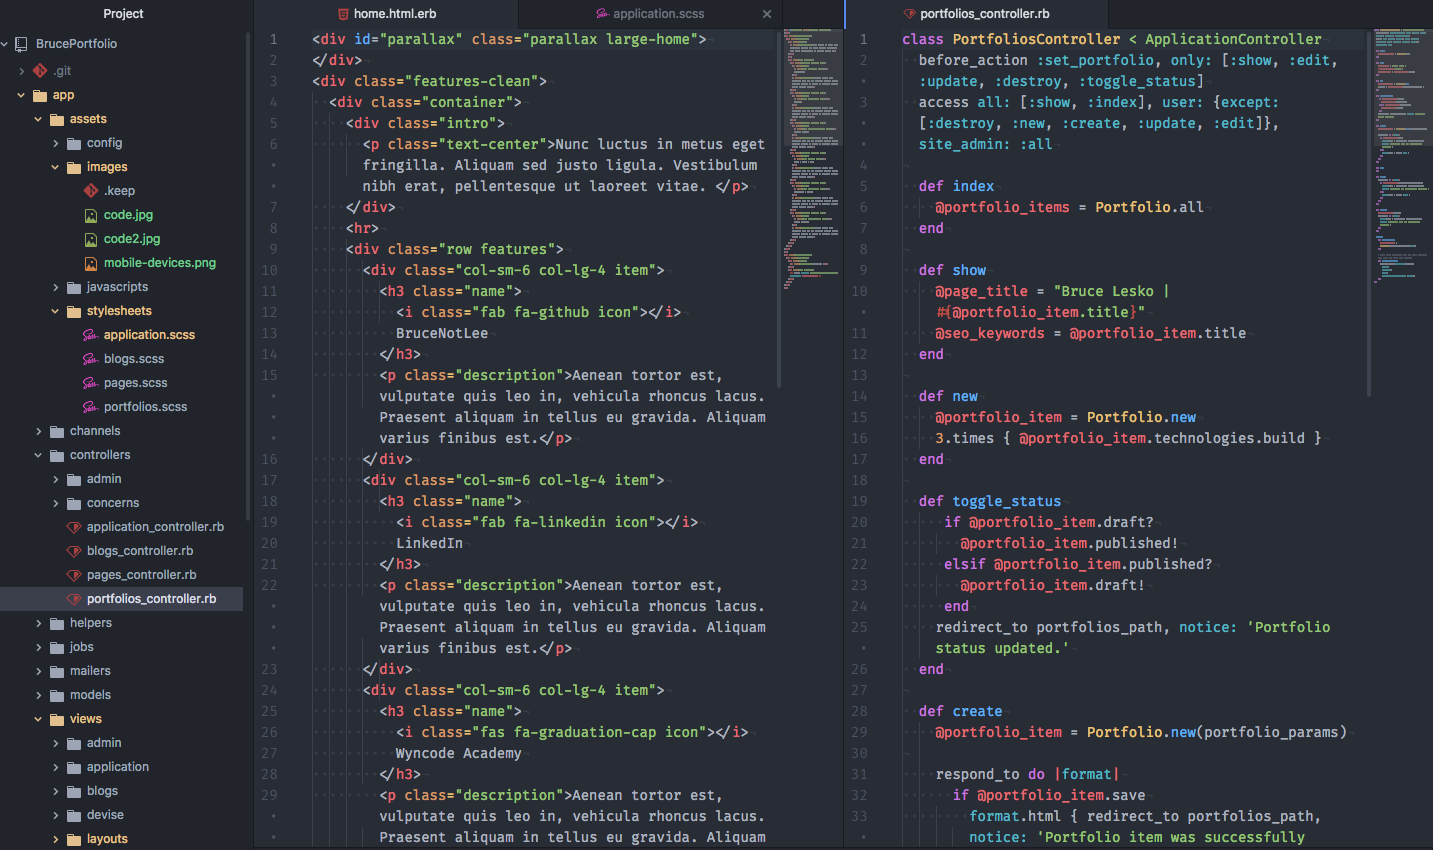 Project
BrucePortfolio
.git
app
assets
config
images
.keep
code.jpg
code2.jpg
mobile-devices.png
javascripts
stylesheets
application.scss
blogs.scss
pages.scss
portfolios.scss
channels
controllers
admin
concerns
application_controller.rb
blogs_controller.rb
pages_controller.rb
portfolios_controller.rb
helpers
jobs
mailers
models
views
admin
application
blogs
devise
layouts
home.html.erb
application.scss
1 <div id="parallax" class="parallax large-home">
2 </div>
3 <div class="features-clean">
4 <div class="container">
5 <div class="intro">
6 <p class="text-center">Nunc luctus in metus eget
fringilla. Aliquam sed justo ligula. Vestibulum
nibh erat, pellentesque ut laoreet vitae. </p>
7 </div>
8 <hr>
9 <div class="row features">
10 <div class="col-sm-6 col-lg-4 item">
11 <h3 class="name">
12 <i class="fab fa-github icon"></i>
13 BruceNotLee
14 </h3>
15 <p class="description">Aenean tortor est,
vulputate quis leo in, vehicula rhoncus lacus.
Praesent aliquam in tellus eu gravida. Aliquam
varius finibus est.</p>
16 </div>
17 <div class="col-sm-6 col-lg-4 item">
18 <h3 class="name">
19 <i class="fab fa-linkedin icon"></i>
20 LinkedIn
21 </h3>
22 <p class="description">Aenean tortor est,
vulputate quis leo in, vehicula rhoncus lacus.
Praesent aliquam in tellus eu gravida. Aliquam
varius finibus est.</p>
23 </div>
24 <div class="col-sm-6 col-lg-4 item">
25 <h3 class="name">
26 <i class="fas fa-graduation-cap icon"></i>
27 Wyncode Academy
28 </h3>
29 <p class="description">Aenean tortor est,
vulputate quis leo in, vehicula rhoncus lacus.
Praesent aliquam in tellus eu gravida. Aliquam
portfolios_controller.rb
1 class PortfoliosController < ApplicationController
2 before_action :set_portfolio, only: [:show, :edit,
:update, :destroy, :toggle_status]
3 access all: [:show, :index], user: {except:
[:destroy, :new, :create, :update, :edit]},
site_admin: :all
4
5 def index
6 @portfolio_items = Portfolio.all
7 end
8
9 def show
10 @page_title = "Bruce Lesko |
#{@portfolio_item.title}"
11 @seo_keywords = @portfolio_item.title
12 end
13
14 def new
15 @portfolio_item = Portfolio.new
16 3.times { @portfolio_item.technologies.build }
17 end
18
19 def toggle_status
20 if @portfolio_item.draft?
21 @portfolio_item.published!
22 elsif @portfolio_item.published?
23 @portfolio_item.draft!
24 end
25 redirect_to portfolios_path, notice: 'Portfolio
status updated.'
26 end
27
28 def create
29 @portfolio_item = Portfolio.new(portfolio_params)
30
31 respond_to do |format|
32 if @portfolio_item.save
33 format.html { redirect_to portfolios_path,
notice: 'Portfolio item was successfully